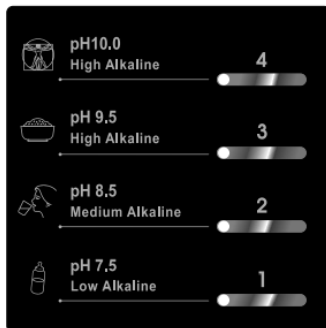 pH10.0
High Alkaline
4
pH 9.5
High Alkaline
3
pH 8.5
Medium Alkaline
2
pH 7.5
Low Alkaline
1